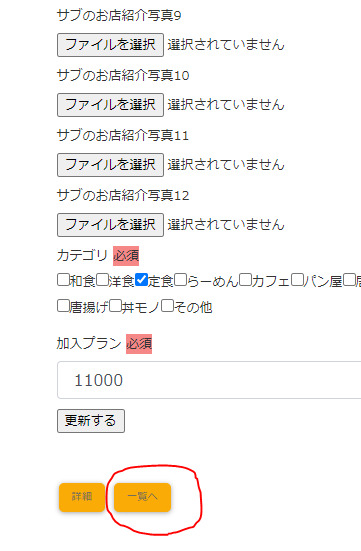 サブのお店紹介写真9
ファイルを選択 選択されていません
サブのお店紹介写真10
ファイルを選択 選択されていません
サブのお店紹介写真11
ファイルを選択 選択されていません
サブのお店紹介写真12
ファイルを選択 選択されていません
カテゴリ 必須
和食 洋食 定食 らーめん カフェ パン屋
唐揚げ 丼モノ その他
加入プラン 必須
11000
更新する
詳細 一覧へ